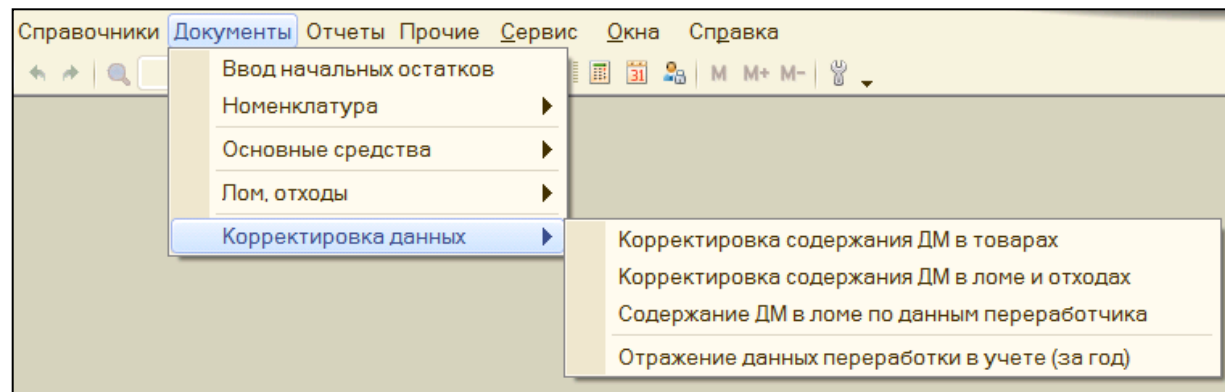 Справочники Документы Отчеты Прочие Сервис Окна Справка
31 M M+ M-
Ввод начальных остатков
Номенклатура
Основные средства
Лом, отходы
Корректировка данных
Корректировка содержания ДМ в товарах
Корректировка содержания ДМ в ломе и отходах
Содержание ДМ в ломе по данным переработчика
Отражение данных переработки в учете (за год)